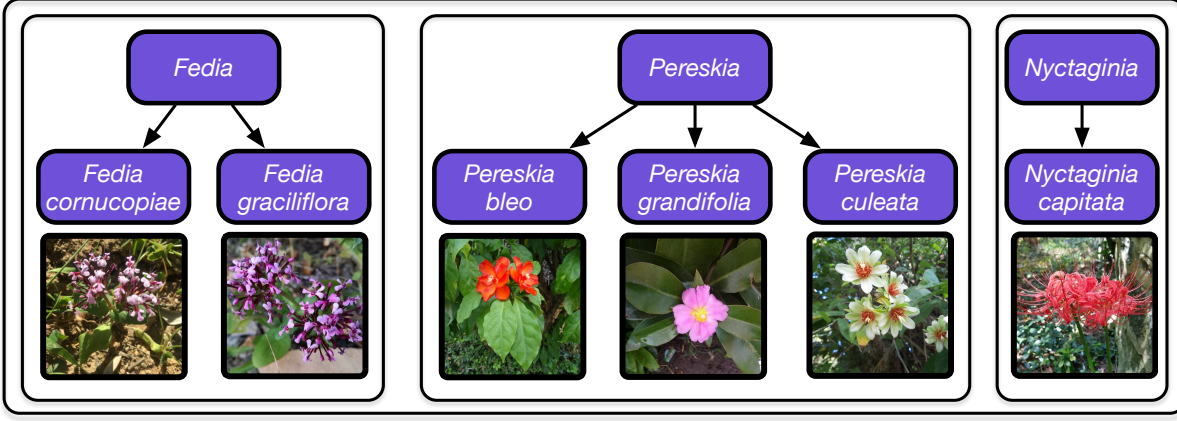 Fedia
Pereskia
Nyctaginia
Fedia
cornucopiae
Fedia
graciliflora
Pereskia
bleo
Pereskia
grandifolia
Pereskia
culeata
Nyctaginia
capitata